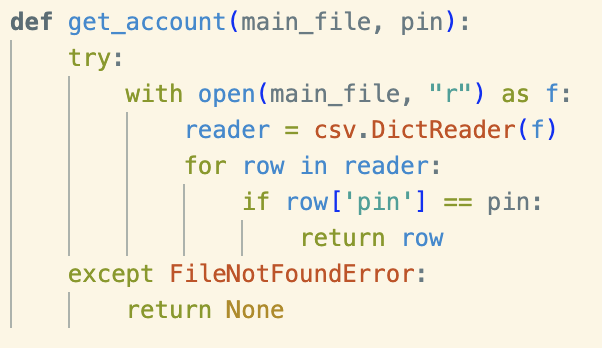 def get_account(main_file, pin):
    try:
        with open(main_file, "r") as f:
            reader = csv.DictReader(f)
            for row in reader:
                if row['pin'] == pin:
                    return row
    except FileNotFoundError:
        return None